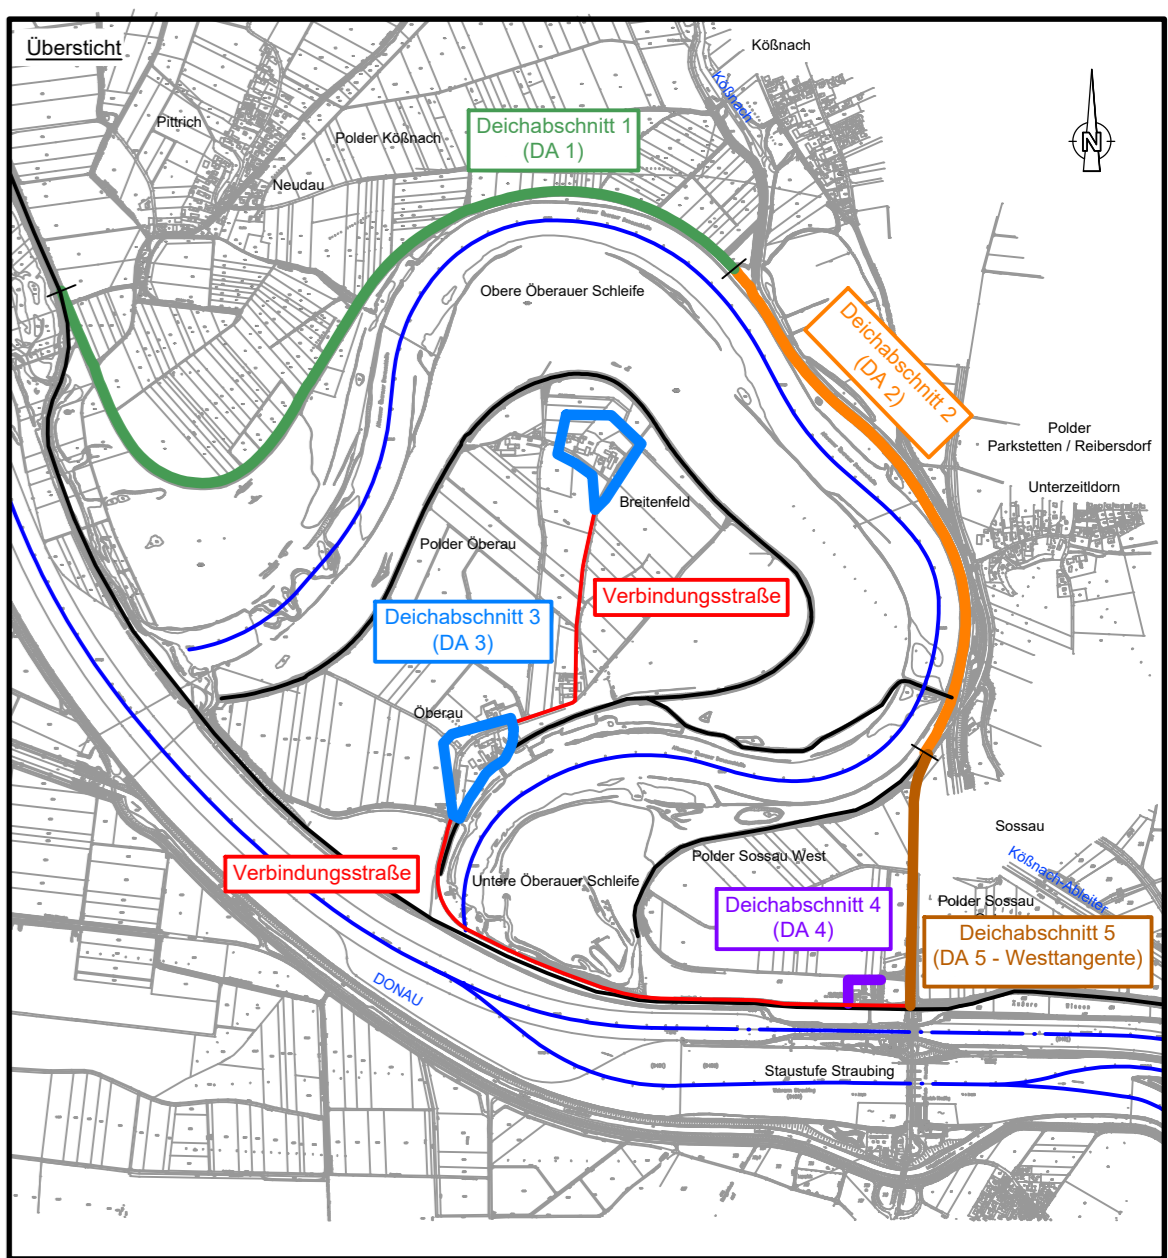 Übersticht
Kößnach
Kößnach
Pittrich
Polder Kößnach
Deichabschnitt 1
(DA 1)
Neudau
Obere Öberauer Schleife
Deichabschnitt 2
(DA 2)
Polder
Parkstetten / Reibersdorf
Unterzeitldorn
Breitenfeld
Polder Öberau
Verbindungsstraße
Deichabschnitt 3
(DA 3)
Öberau
Sossau
Kößnach-Ableiter
Polder Sossau West
Verbindungsstraße
Untere Öberauer Schleife
Deichabschnitt 4
(DA 4)
Polder Sossau
Deichabschnitt 5
(DA 5 - Westtangente)
DONAU
Staustufe Straubing
N